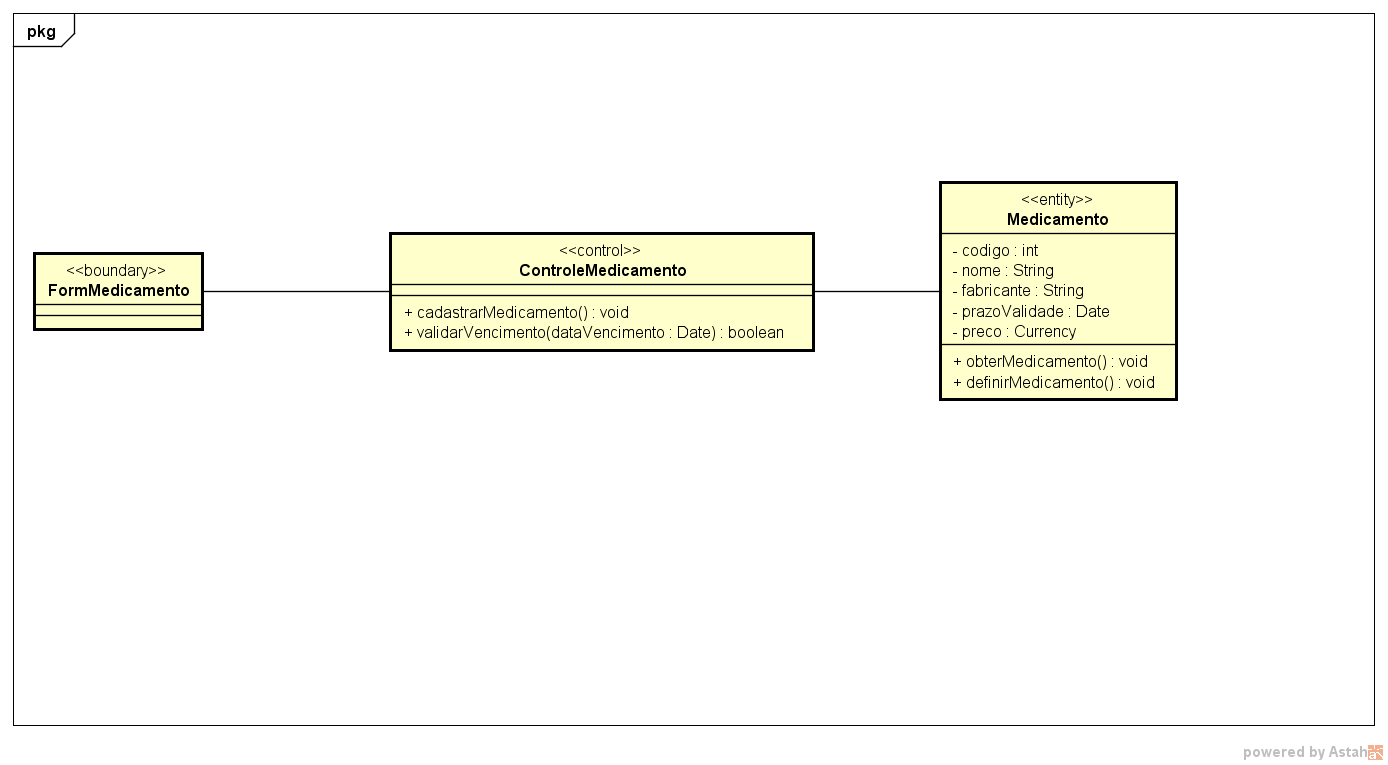 pkg
<<boundary>>
FormMedicamento
<<control>>
ControleMedicamento
+ cadastrarMedicamento() : void
+ validarVencimento(dataVencimento : Date) : boolean
<<entity>>
Medicamento
- codigo : int
- nome : String
- fabricante : String
- prazoValidade : Date
- preco : Currency
+ obterMedicamento() : void
+ definirMedicamento() : void
powered by Astah